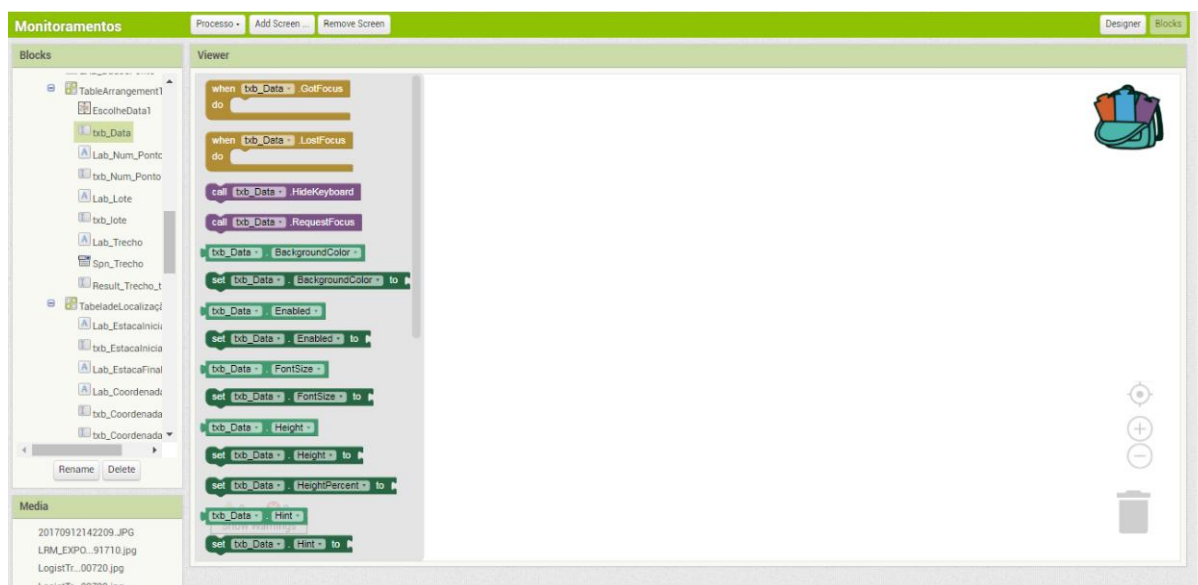 Monitoramentos
Processo
Add Screen ...
Remove Screen
Designer
Blocks
Blocks
TableArrangement1
EscolheData1
txb_Data
Lab_Num_Ponto
txb_Num_Ponto
Lab_Lote
txb_lote
Lab_Trecho
Spn_Trecho
Result_Trecho_t
TabeladeLocalizaçã
Lab_EstacaInicia
txb_EstacaInicia
Lab_EstacaFinal
Lab_Coordenada
txb_Coordenada
txb_Coordenada
Rename
Delete
Media
20170912142209.JPG
LRM_EXPO...91710.jpg
LogistTr...00720.jpg
Viewer
when txb_Data .GotFocus
do
when txb_Data .LostFocus
do
call txb_Data .HideKeyboard
call txb_Data .RequestFocus
txb_Data . BackgroundColor
set txb_Data . BackgroundColor to
txb_Data . Enabled
set txb_Data . Enabled to
txb_Data . FontSize
set txb_Data . FontSize to
txb_Data . Height
set txb_Data . Height to
set txb_Data . HeightPercent to
txb_Data . Hint
Show Warnings
set txb_Data . Hint to